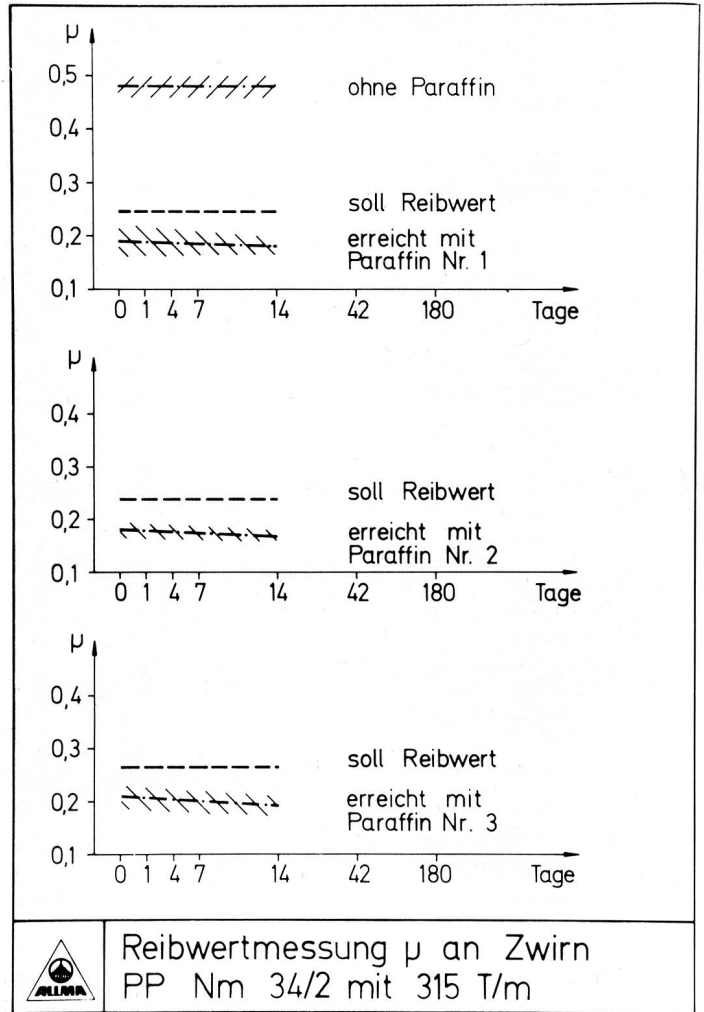 µ
0,5
ohne Paraffin
0,4
0,3
soll Reibwert
0,2
erreicht mit
Paraffin Nr. 1
0,1
0 1 4 7 14 42 180 Tage
µ
0,4
0,3
soll Reibwert
0,2
erreicht mit
Paraffin Nr. 2
0,1
0 1 4 7 14 42 180 Tage
µ
0,4
0,3
soll Reibwert
0,2
erreicht mit
Paraffin Nr. 3
0,1
0 1 4 7 14 42 180 Tage
ALLMA
Reibwertmessung µ an Zwirn
PP Nm 34/2 mit 315 T/m